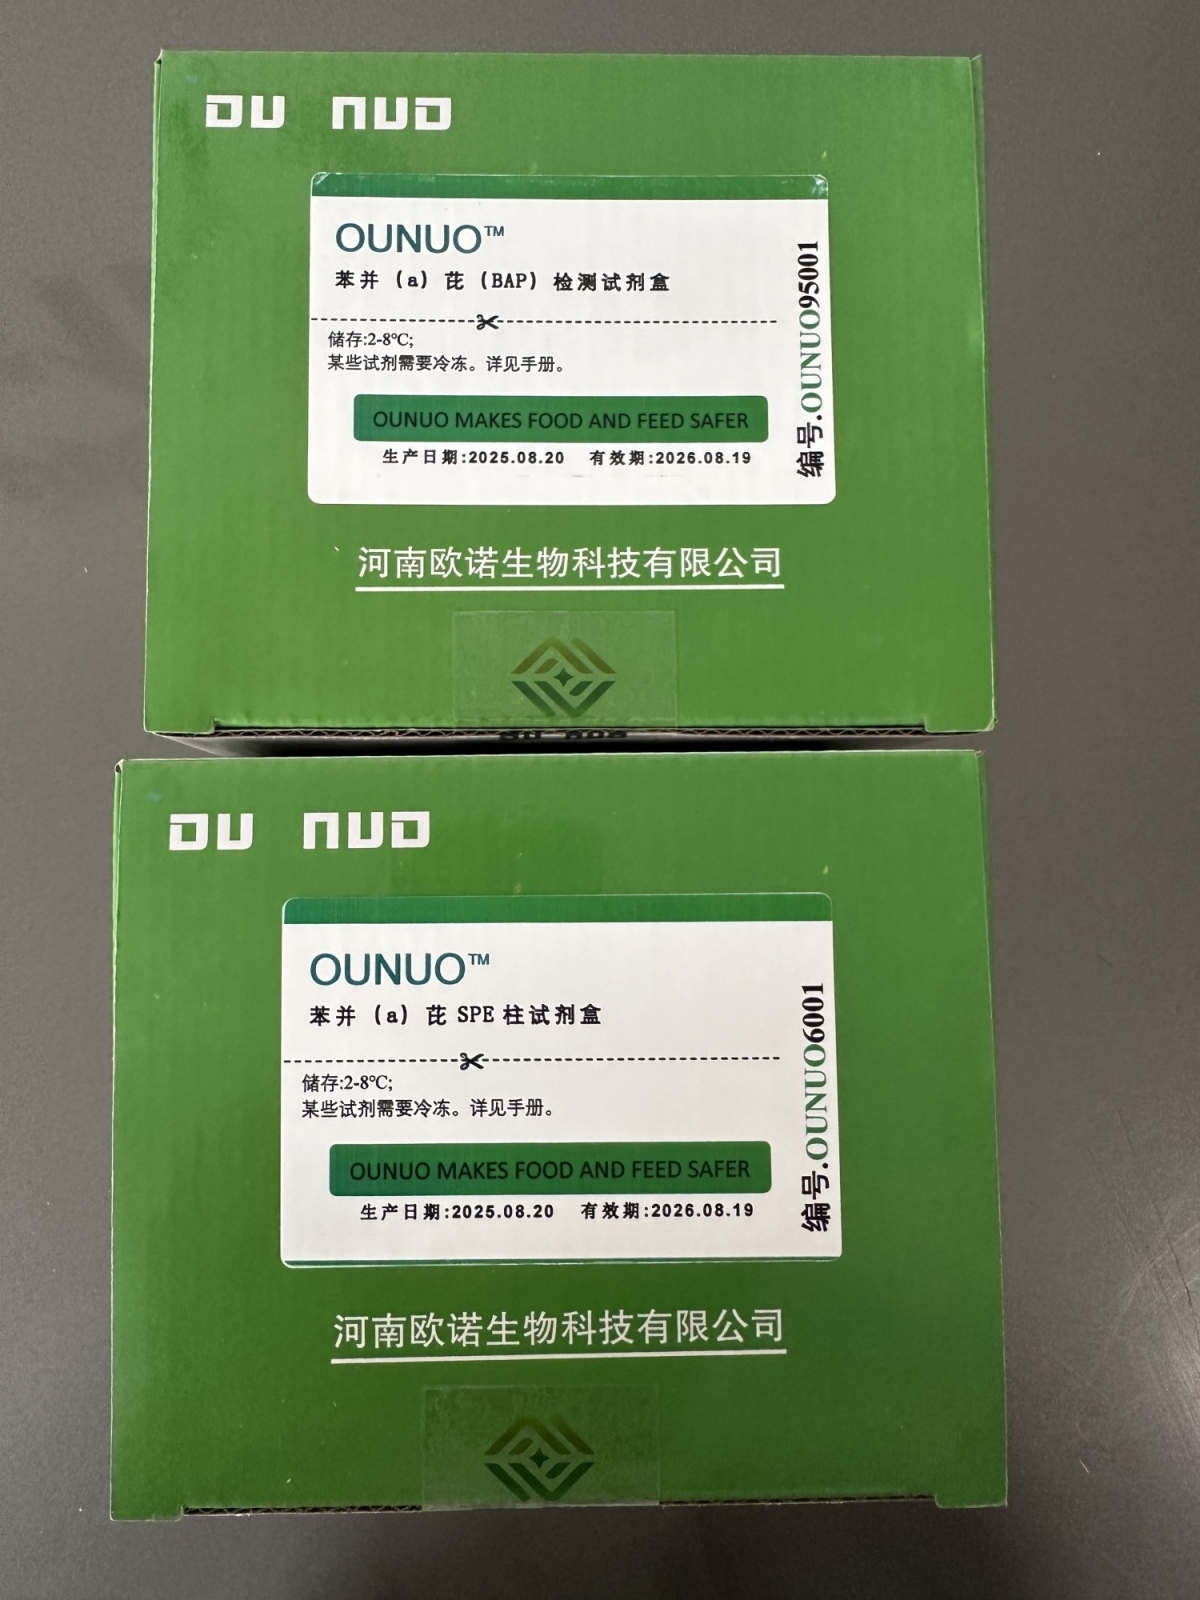 OU NUO
OUNUO™
苯并（a）芘（BAP）检测试剂盒
储存:2-8℃;
某些试剂需要冷冻。详见手册。
OUNUO MAKES FOOD AND FEED SAFER
生产日期:2025.08.20 有效期:2026.08.19
编号.OUNUO95001
河南欧诺生物科技有限公司
OU NUO
OUNUO™
苯并（a）芘 SPE 柱试剂盒
储存:2-8℃;
某些试剂需要冷冻。详见手册。
OUNUO MAKES FOOD AND FEED SAFER
生产日期:2025.08.20 有效期:2026.08.19
编号.OUNUO6001
河南欧诺生物科技有限公司